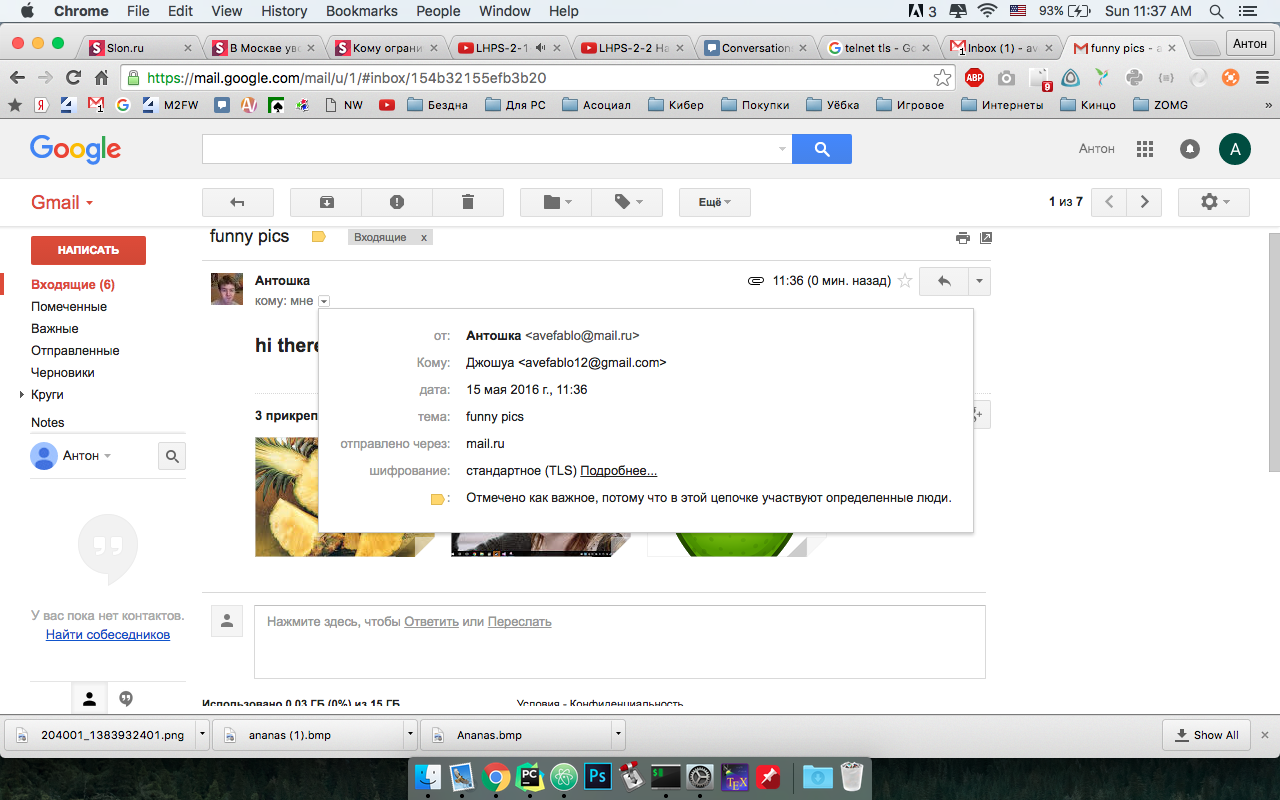 Chrome File Edit View History Bookmarks People Window Help 3 93% Sun 11:37 AM
Slon.ru В Москве уво Кому ограни LHPS-2-1 LHPS-2-2 На Conversation telnet tls - Go Inbox (1) - av funny pics - a Антон
https://mail.google.com/mail/u/1/#inbox/154b32155efb3b20 ABP 9
M2FW NW Бездна Для PC Асоциал Кибер Покупки Уёбка Игровое Интернеты Кинцо ZOMG »
Google Антон A
Gmail Ещё 1 из 7
funny pics Входящие x
НАПИСАТЬ
Входящие (6)
Помеченные
Важные
Отправленные
Черновики
Круги
Notes
Антон
У вас пока нет контактов.
Найти собеседников
Антошка 11:36 (0 мин. назад)
кому: мне
hi there
от: Антошка <avefablo@mail.ru>
Кому: Джошуа <avefablo12@gmail.com>
дата: 15 мая 2016 г., 11:36
тема: funny pics
отправлено через: mail.ru
шифрование: стандартное (TLS) Подробнее...
: Отмечено как важное, потому что в этой цепочке участвуют определенные люди.
3 прикреп
Нажмите здесь, чтобы Ответить или Переслать
Использовано 0,03 ГБ (0%) из 15 ГБ Условия - Конфиденциальность
204001_1383932401.png ananas (1).bmp Ananas.bmp Show All
PC Ps TEX